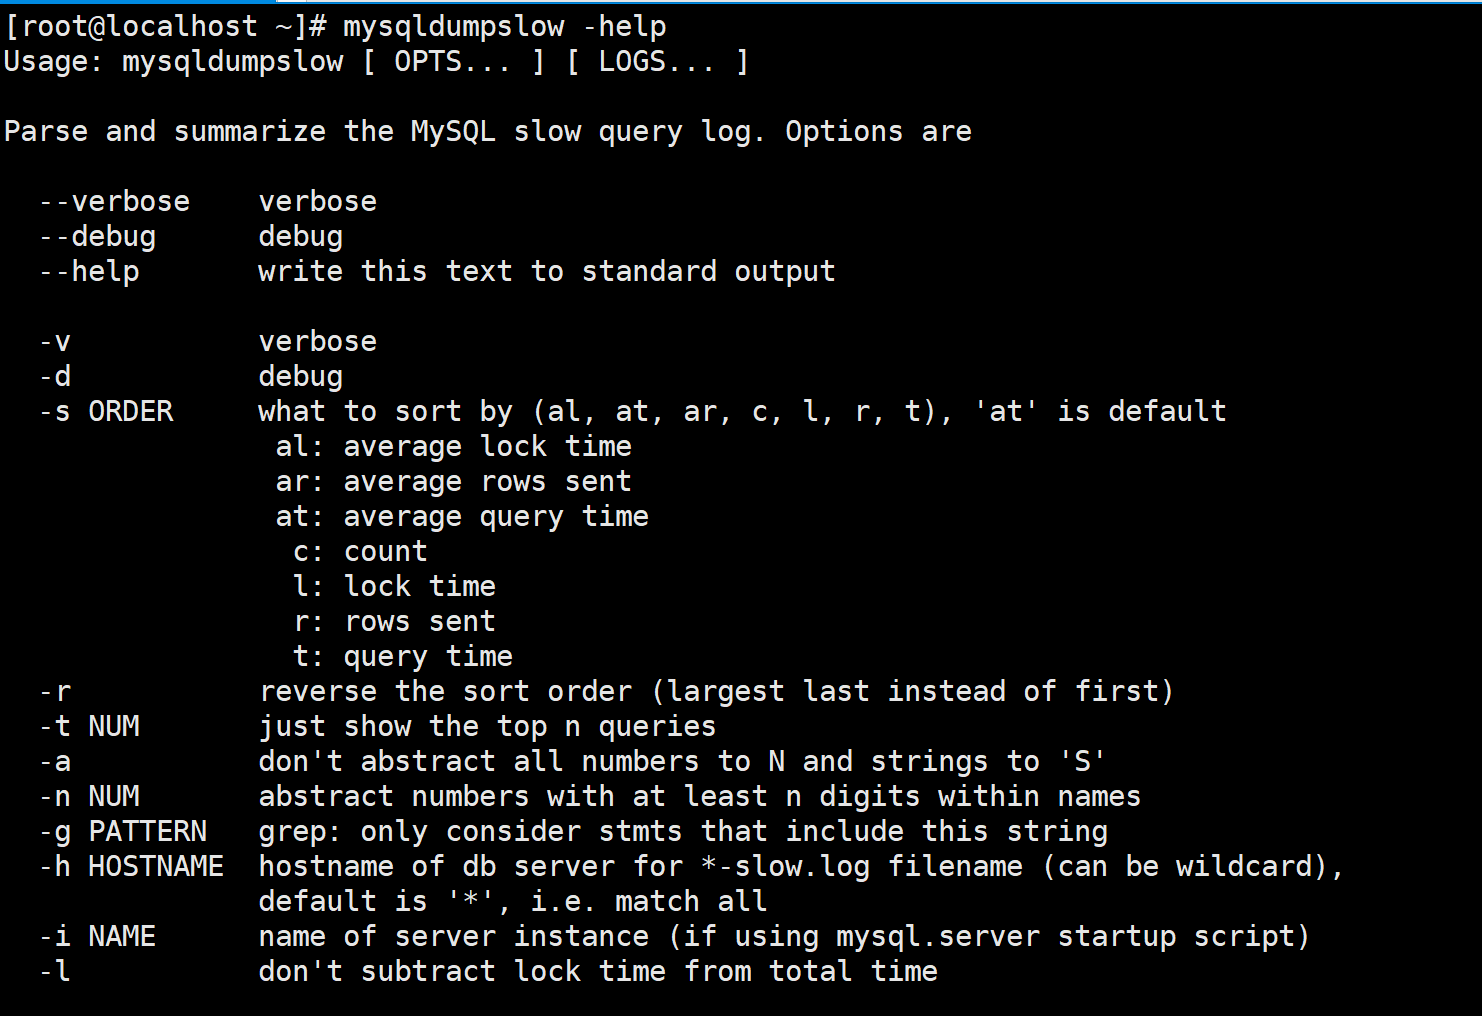 [root@localhost ~]# mysqldumpslow -help
Usage: mysqldumpslow [ OPTS... ] [ LOGS... ]
Parse and summarize the MySQL slow query log. Options are
--verbose    verbose
--debug      debug
--help       write this text to standard output
-v           verbose
-d           debug
-s ORDER     what to sort by (al, at, ar, c, l, r, t), 'at' is default
al: average lock time
ar: average rows sent
at: average query time
c: count
l: lock time
r: rows sent
t: query time
-r           reverse the sort order (largest last instead of first)
-t NUM       just show the top n queries
-a           don't abstract all numbers to N and strings to 'S'
-n NUM       abstract numbers with at least n digits within names
-g PATTERN   grep: only consider stmts that include this string
-h HOSTNAME  hostname of db server for *-slow.log filename (can be wildcard),
default is '*', i.e. match all
-i NAME      name of server instance (if using mysql.server startup script)
-l           don't subtract lock time from total time